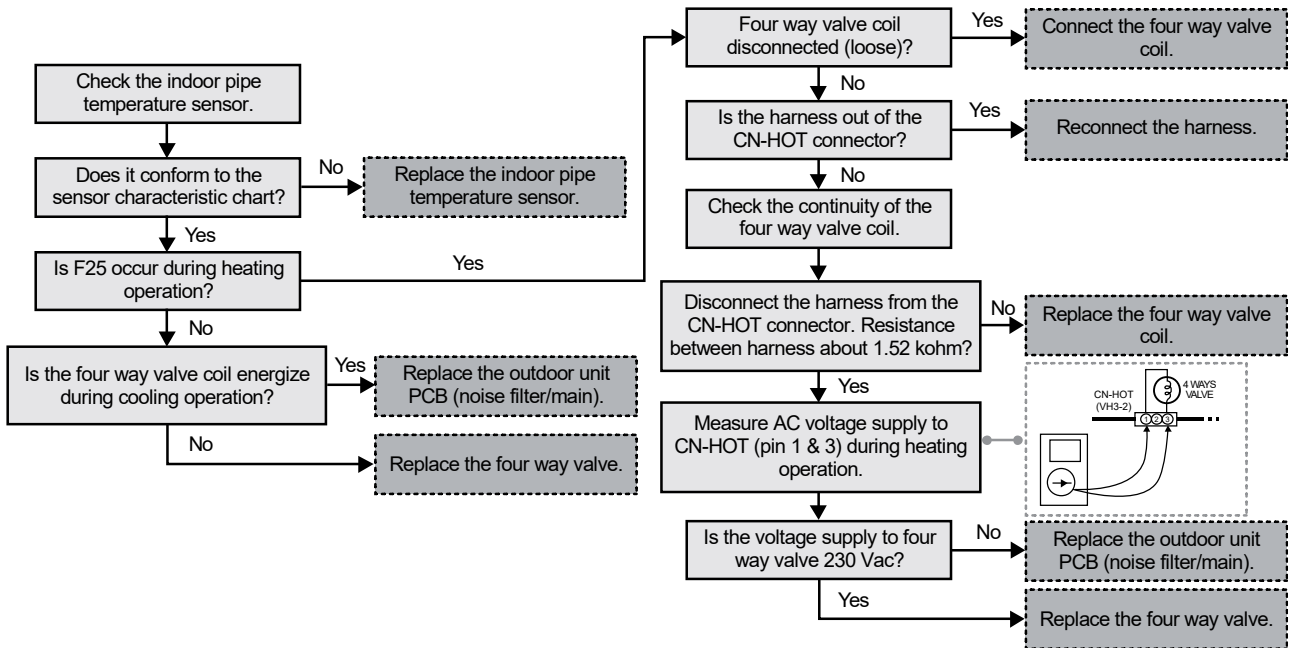 Check the indoor pipe
temperature sensor.
Does it conform to the
sensor characteristic chart?
No
Replace the indoor pipe
temperature sensor.
Yes
Is F25 occur during heating
operation?
Yes
No
Is the four way valve coil energize
during cooling operation?
Yes
Replace the outdoor unit
PCB (noise filter/main).
No
Replace the four way valve.
Four way valve coil
disconnected (loose)?
Yes
Connect the four way valve
coil.
No
Is the harness out of the
CN-HOT connector?
Yes
Reconnect the harness.
No
Check the continuity of the
four way valve coil.
Disconnect the harness from the
CN-HOT connector. Resistance
between harness about 1.52 kohm?
No
Replace the four way valve
coil.
Yes
Measure AC voltage supply to
CN-HOT (pin 1 & 3) during heating
operation.
CN-HOT
(VH3-2)
4 WAYS
VALVE
1 2 3
Is the voltage supply to four
way valve 230 Vac?
No
Replace the outdoor unit
PCB (noise filter/main).
Yes
Replace the four way valve.